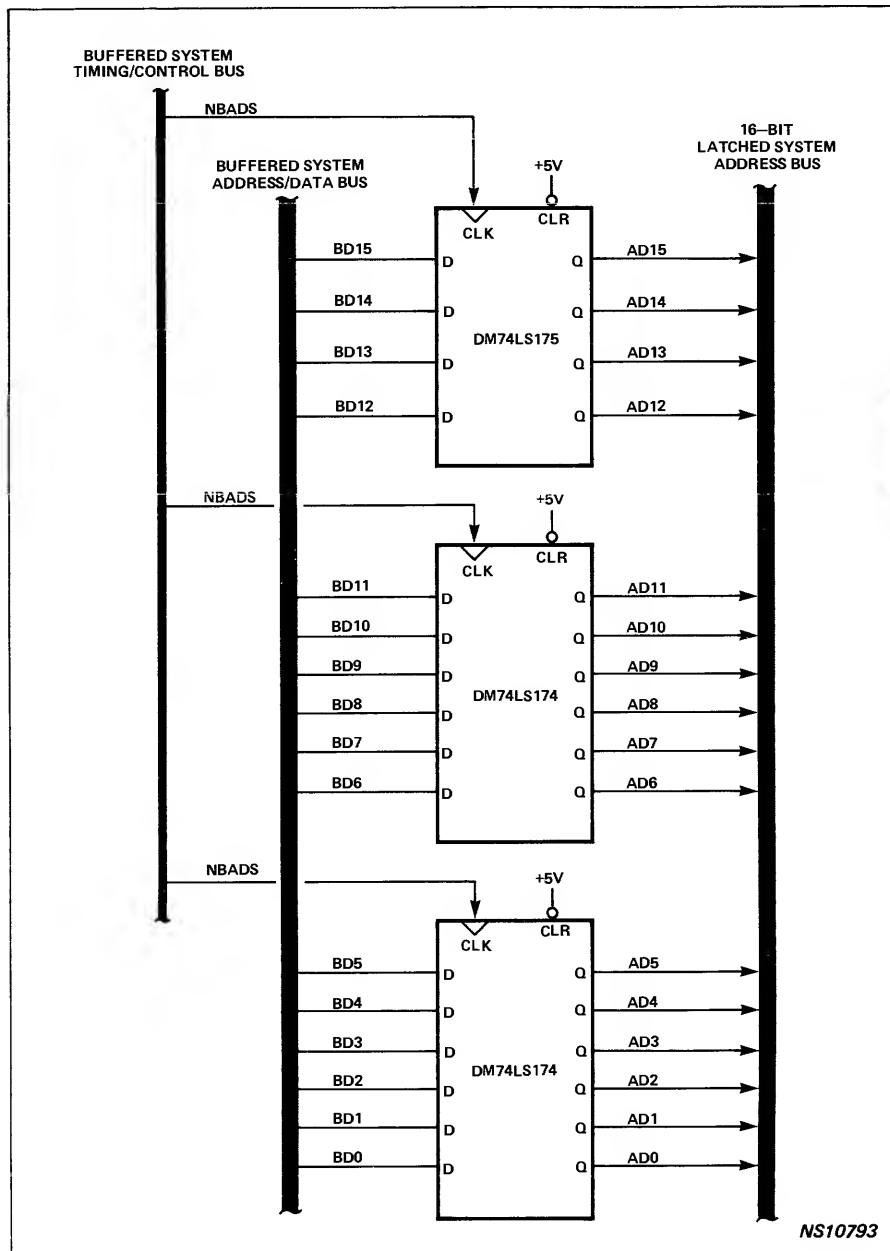 BUFFERED SYSTEM
TIMING/CONTROL BUS
NBADS
BUFFERED SYSTEM
ADDRESS/DATA BUS
16–BIT
LATCHED SYSTEM
ADDRESS BUS
+5V
CLK
CLR
BD15 D Q AD15
BD14 D Q AD14
DM74LS175
BD13 D Q AD13
BD12 D Q AD12
NBADS
+5V
CLK
CLR
BD11 D Q AD11
BD10 D Q AD10
BD9 D Q AD9
DM74LS174
BD8 D Q AD8
BD7 D Q AD7
BD6 D Q AD6
NBADS
+5V
CLK
CLR
BD5 D Q AD5
BD4 D Q AD4
BD3 D Q AD3
DM74LS174
BD2 D Q AD2
BD1 D Q AD1
BD0 D Q AD0
NS10793